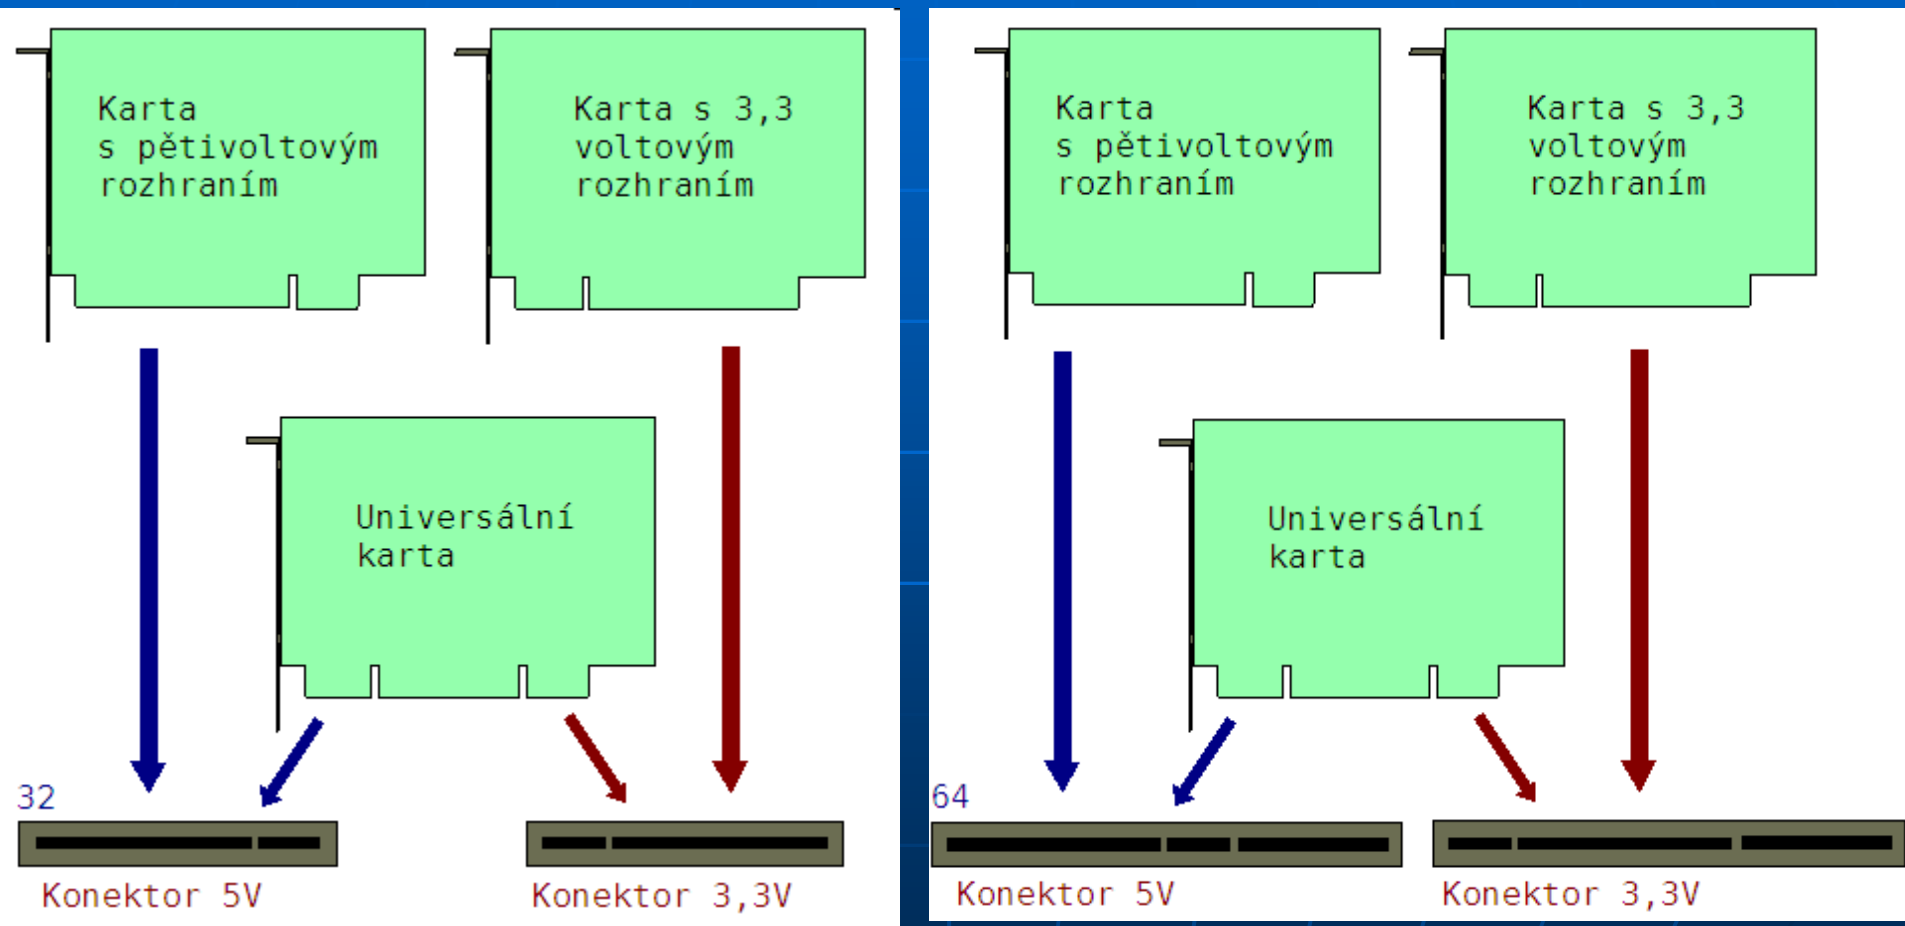 Karta
s pětivoltovým
rozhraním
Karta s 3,3
voltovým
rozhraním
Universální
karta
32
Konektor 5V
Konektor 3,3V
Karta
s pětivoltovým
rozhraním
Karta s 3,3
voltovým
rozhraním
Universální
karta
64
Konektor 5V
Konektor 3,3V